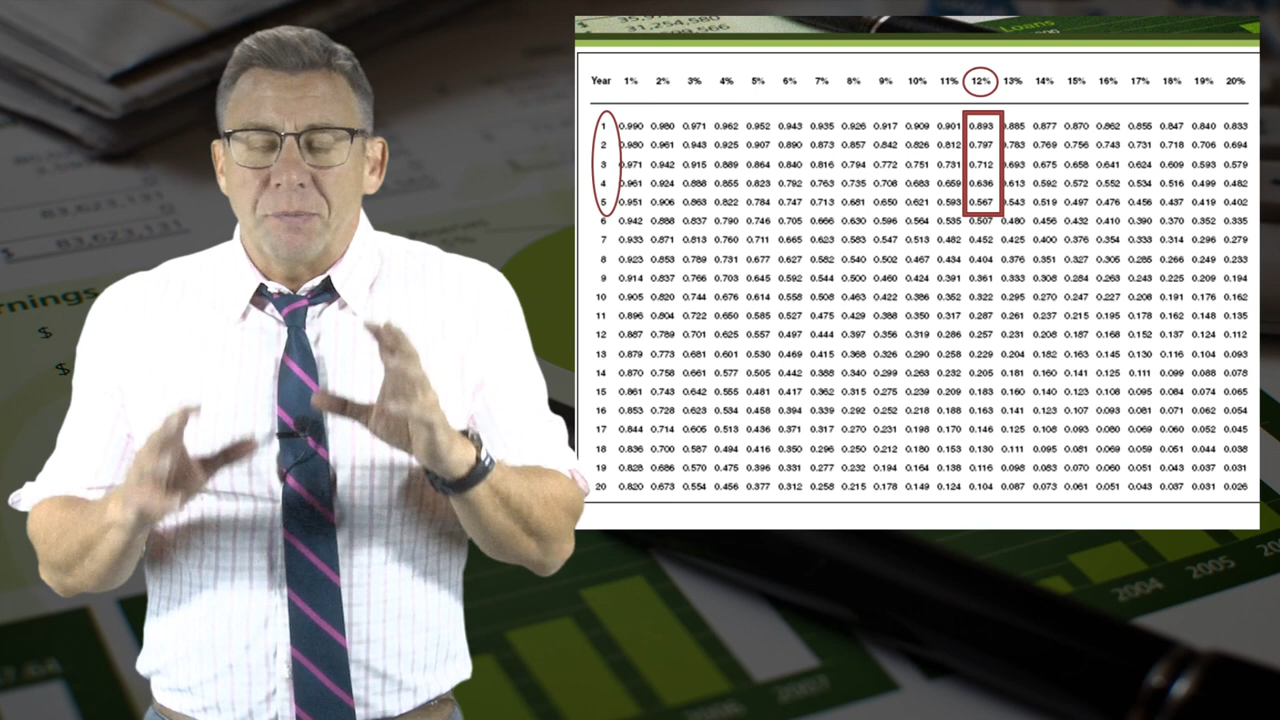 35,9
31,254,580
Loans
Year 1% 2% 3% 4% 5% 6% 7% 8% 9% 10% 11% 12% 13% 14% 15% 16% 17% 18% 19% 20%
1 0.990 0.980 0.971 0.962 0.952 0.943 0.935 0.926 0.917 0.909 0.901 0.893 0.885 0.877 0.870 0.862 0.855 0.847 0.840 0.833
2 0.980 0.961 0.943 0.925 0.907 0.890 0.873 0.857 0.842 0.826 0.812 0.797 0.783 0.769 0.756 0.743 0.731 0.718 0.706 0.694
3 0.971 0.942 0.915 0.889 0.864 0.840 0.816 0.794 0.772 0.751 0.731 0.712 0.693 0.675 0.658 0.641 0.624 0.609 0.593 0.579
4 0.961 0.924 0.888 0.855 0.823 0.792 0.763 0.735 0.708 0.683 0.659 0.636 0.613 0.592 0.572 0.552 0.534 0.516 0.499 0.482
5 0.951 0.906 0.863 0.822 0.784 0.747 0.713 0.681 0.650 0.621 0.593 0.567 0.543 0.519 0.497 0.476 0.456 0.437 0.419 0.402
6 0.942 0.888 0.837 0.790 0.746 0.705 0.666 0.630 0.596 0.564 0.535 0.507 0.480 0.456 0.432 0.410 0.390 0.370 0.352 0.335
7 0.933 0.871 0.813 0.760 0.711 0.665 0.623 0.583 0.547 0.513 0.482 0.452 0.425 0.400 0.376 0.354 0.333 0.314 0.296 0.279
8 0.923 0.853 0.789 0.731 0.677 0.627 0.582 0.540 0.502 0.467 0.434 0.404 0.376 0.351 0.327 0.305 0.285 0.266 0.249 0.233
9 0.914 0.837 0.766 0.703 0.645 0.592 0.544 0.500 0.460 0.424 0.391 0.361 0.333 0.308 0.284 0.263 0.243 0.225 0.209 0.194
10 0.905 0.820 0.744 0.676 0.614 0.558 0.508 0.463 0.422 0.386 0.352 0.322 0.295 0.270 0.247 0.227 0.208 0.191 0.176 0.162
11 0.896 0.804 0.722 0.650 0.585 0.527 0.475 0.429 0.388 0.350 0.317 0.287 0.261 0.237 0.215 0.195 0.178 0.162 0.148 0.135
12 0.887 0.789 0.701 0.625 0.557 0.497 0.444 0.397 0.356 0.319 0.286 0.257 0.231 0.208 0.187 0.168 0.152 0.137 0.124 0.112
13 0.879 0.773 0.681 0.601 0.530 0.469 0.415 0.368 0.326 0.290 0.258 0.229 0.204 0.182 0.163 0.145 0.130 0.116 0.104 0.093
14 0.870 0.758 0.661 0.577 0.505 0.442 0.388 0.340 0.299 0.263 0.232 0.205 0.181 0.160 0.141 0.125 0.111 0.099 0.088 0.078
15 0.861 0.743 0.642 0.555 0.481 0.417 0.362 0.315 0.275 0.239 0.209 0.183 0.160 0.140 0.123 0.108 0.095 0.084 0.074 0.065
16 0.853 0.728 0.623 0.534 0.458 0.394 0.339 0.292 0.252 0.218 0.188 0.163 0.141 0.123 0.107 0.093 0.081 0.071 0.062 0.054
17 0.844 0.714 0.605 0.513 0.436 0.371 0.317 0.270 0.231 0.198 0.170 0.146 0.125 0.108 0.093 0.080 0.069 0.060 0.052 0.045
18 0.836 0.700 0.587 0.494 0.416 0.350 0.296 0.250 0.212 0.180 0.153 0.130 0.111 0.095 0.081 0.069 0.059 0.051 0.044 0.038
19 0.828 0.686 0.570 0.475 0.396 0.331 0.277 0.232 0.194 0.164 0.138 0.116 0.098 0.083 0.070 0.060 0.051 0.043 0.037 0.031
20 0.820 0.673 0.554 0.456 0.377 0.312 0.258 0.215 0.178 0.149 0.124 0.104 0.087 0.073 0.061 0.051 0.043 0.037 0.031 0.026
83,623,131
83,623,13
rnings
$
$
2004 2005
2007
2006